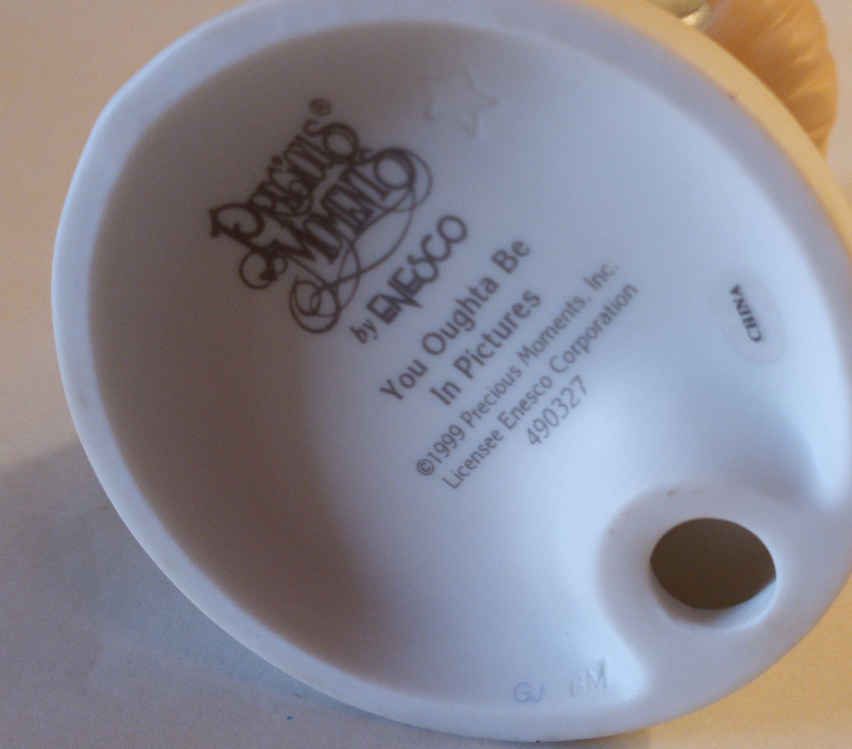 PRECIOUS MOMENTS®
by ENESCO
You Oughta Be
In Pictures
©1999 Precious Moments, Inc.
Licensee Enesco Corporation
490327
CHINA